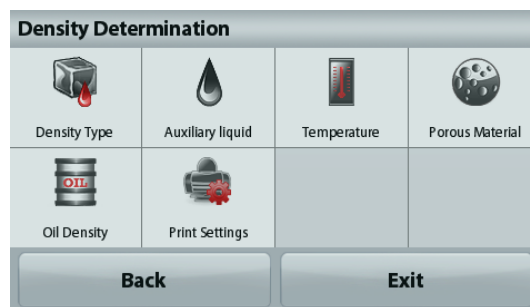 Density Determination
Density Type
Auxiliary liquid
Temperature
Porous Material
OIL
Oil Density
Print Settings
Back
Exit